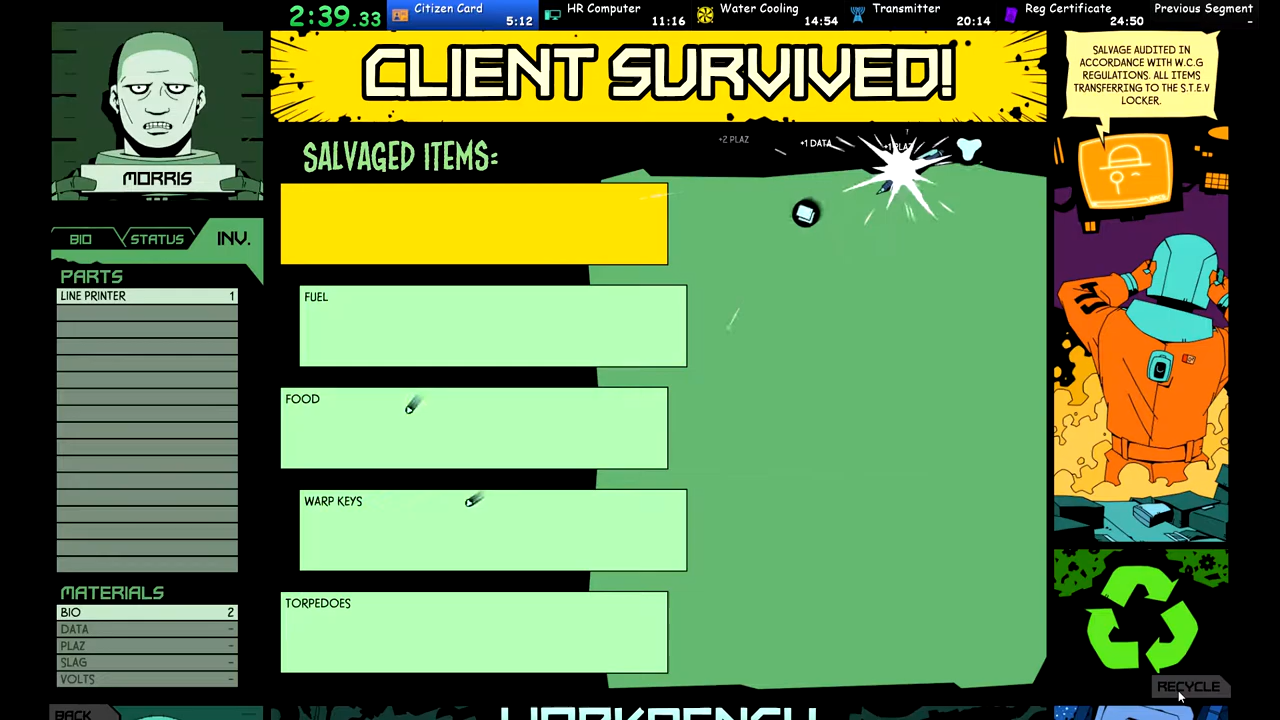 2:39.33
Citizen Card
5:12
HR Computer
11:16
Water Cooling
14:54
Transmitter
20:14
Reg Certificate
24:50
Previous Segment
-
CLIENT SURVIVED!
SALVAGE AUDITED IN
ACCORDANCE WITH W.C.G
REGULATIONS. ALL ITEMS
TRANSFERRING TO THE S.T.E.V
LOCKER.
MORRIS
SALVAGED ITEMS:
+2 PLAZ
+1 DATA
+1 PLAZ
BIO
STATUS
INV.
PARTS
LINE PRINTER 1
FUEL
FOOD
WARP KEYS
TORPEDOES
MATERIALS
BIO 2
DATA -
PLAZ -
SLAG -
VOLTS -
RECYCLE
BACK